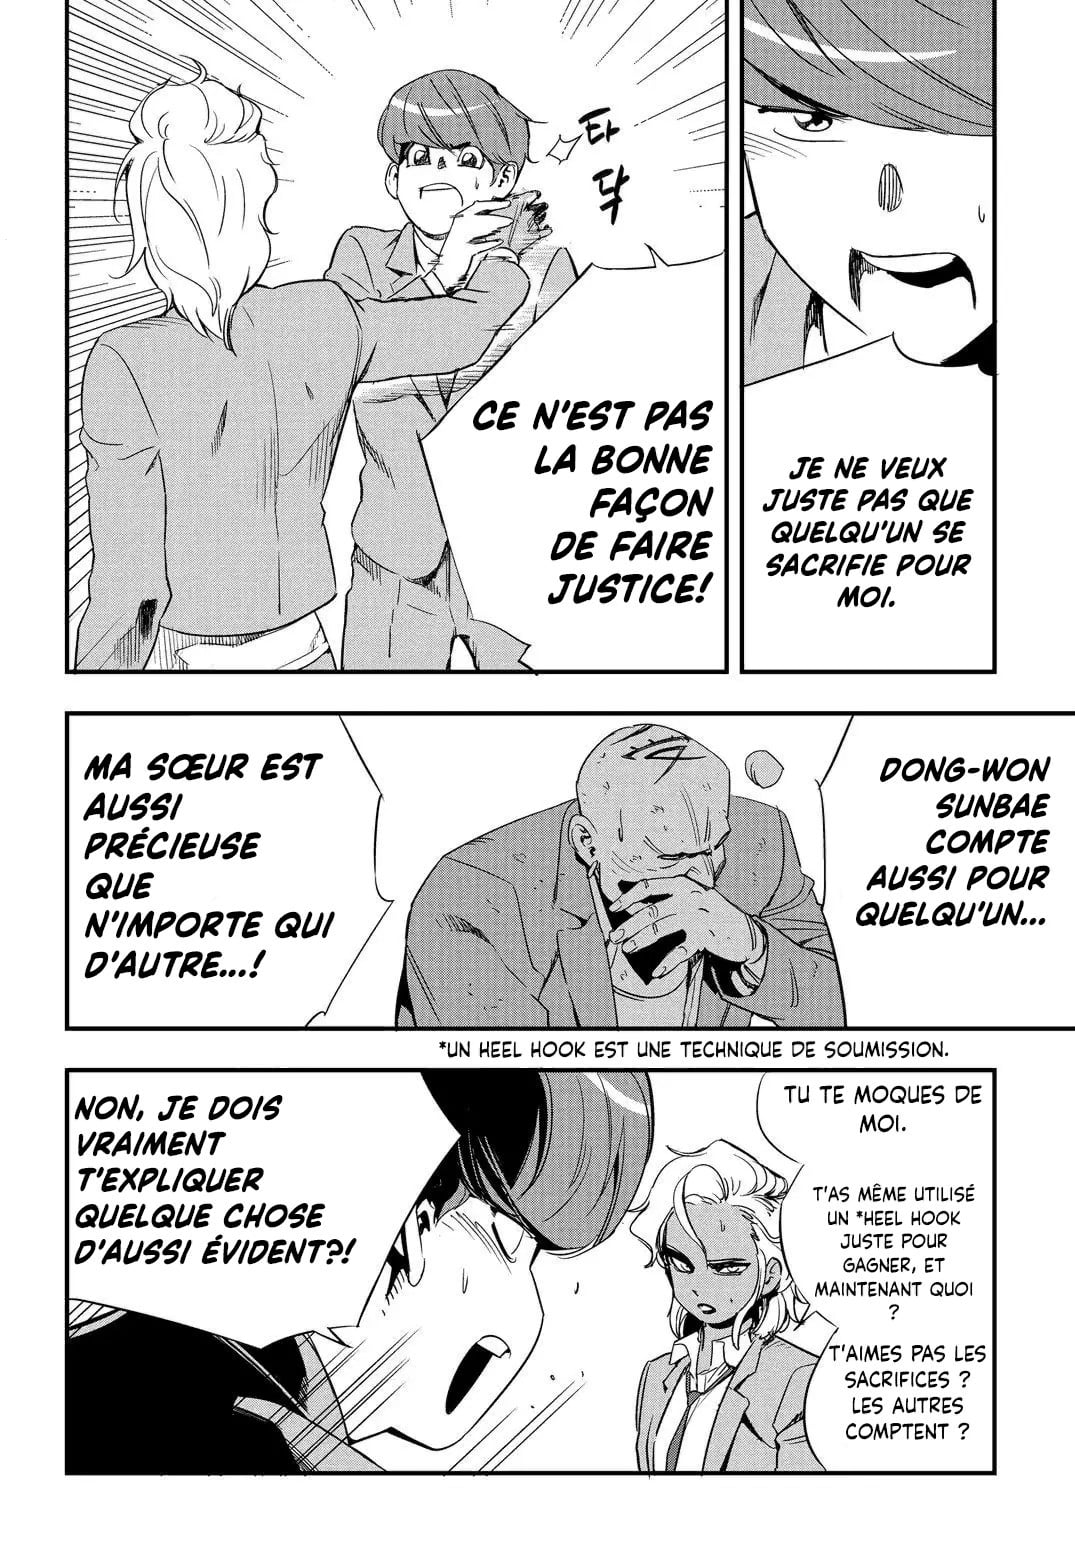 JE NE VEUX
JUSTE PAS QUE
QUELQU'UN SE
SACRIFIE POUR
MOI.
타
닥
CE N'EST PAS
LA BONNE
FAÇON
DE FAIRE
JUSTICE!
DONG-WON
SUNBAE
COMPTE
AUSSI POUR
QUELQU'UN...
MA SŒUR EST
AUSSI
PRÉCIEUSE
QUE
N'IMPORTE QUI
D'AUTRE...!
*UN HEEL HOOK EST UNE TECHNIQUE DE SOUMISSION.
TU TE MOQUES DE
MOI.
T'AS MÊME UTILISÉ
UN *HEEL HOOK
JUSTE POUR
GAGNER, ET
MAINTENANT QUOI
?
T'AIMES PAS LES
SACRIFICES ?
LES AUTRES
COMPTENT ?
NON, JE DOIS
VRAIMENT
T'EXPLIQUER
QUELQUE CHOSE
D'AUSSI ÉVIDENT?!